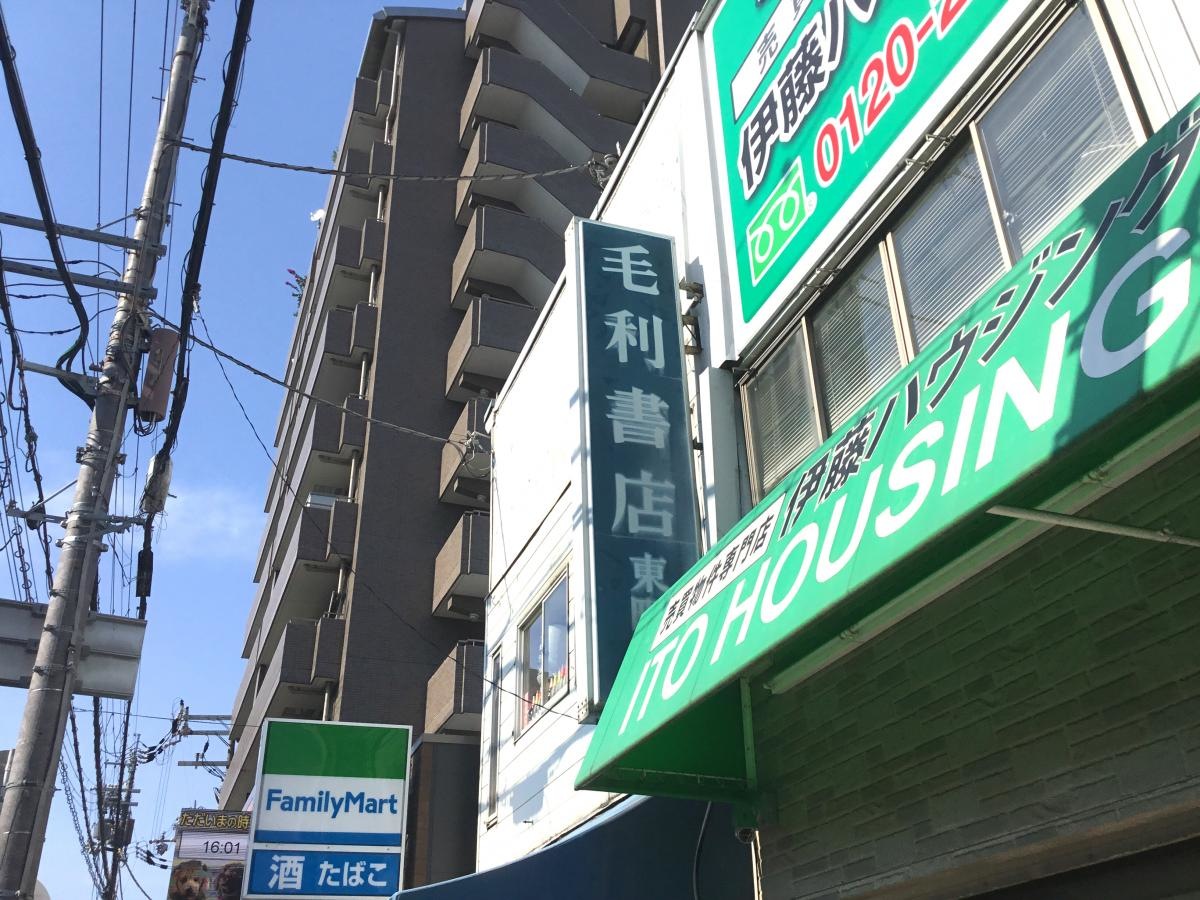 売買
伊藤ハ
0120-2
毛利書店
東
売買物件専門店 伊藤ハウジング
ITO HOUSING
FamilyMart
酒 たばこ
ただいまの時
16:01